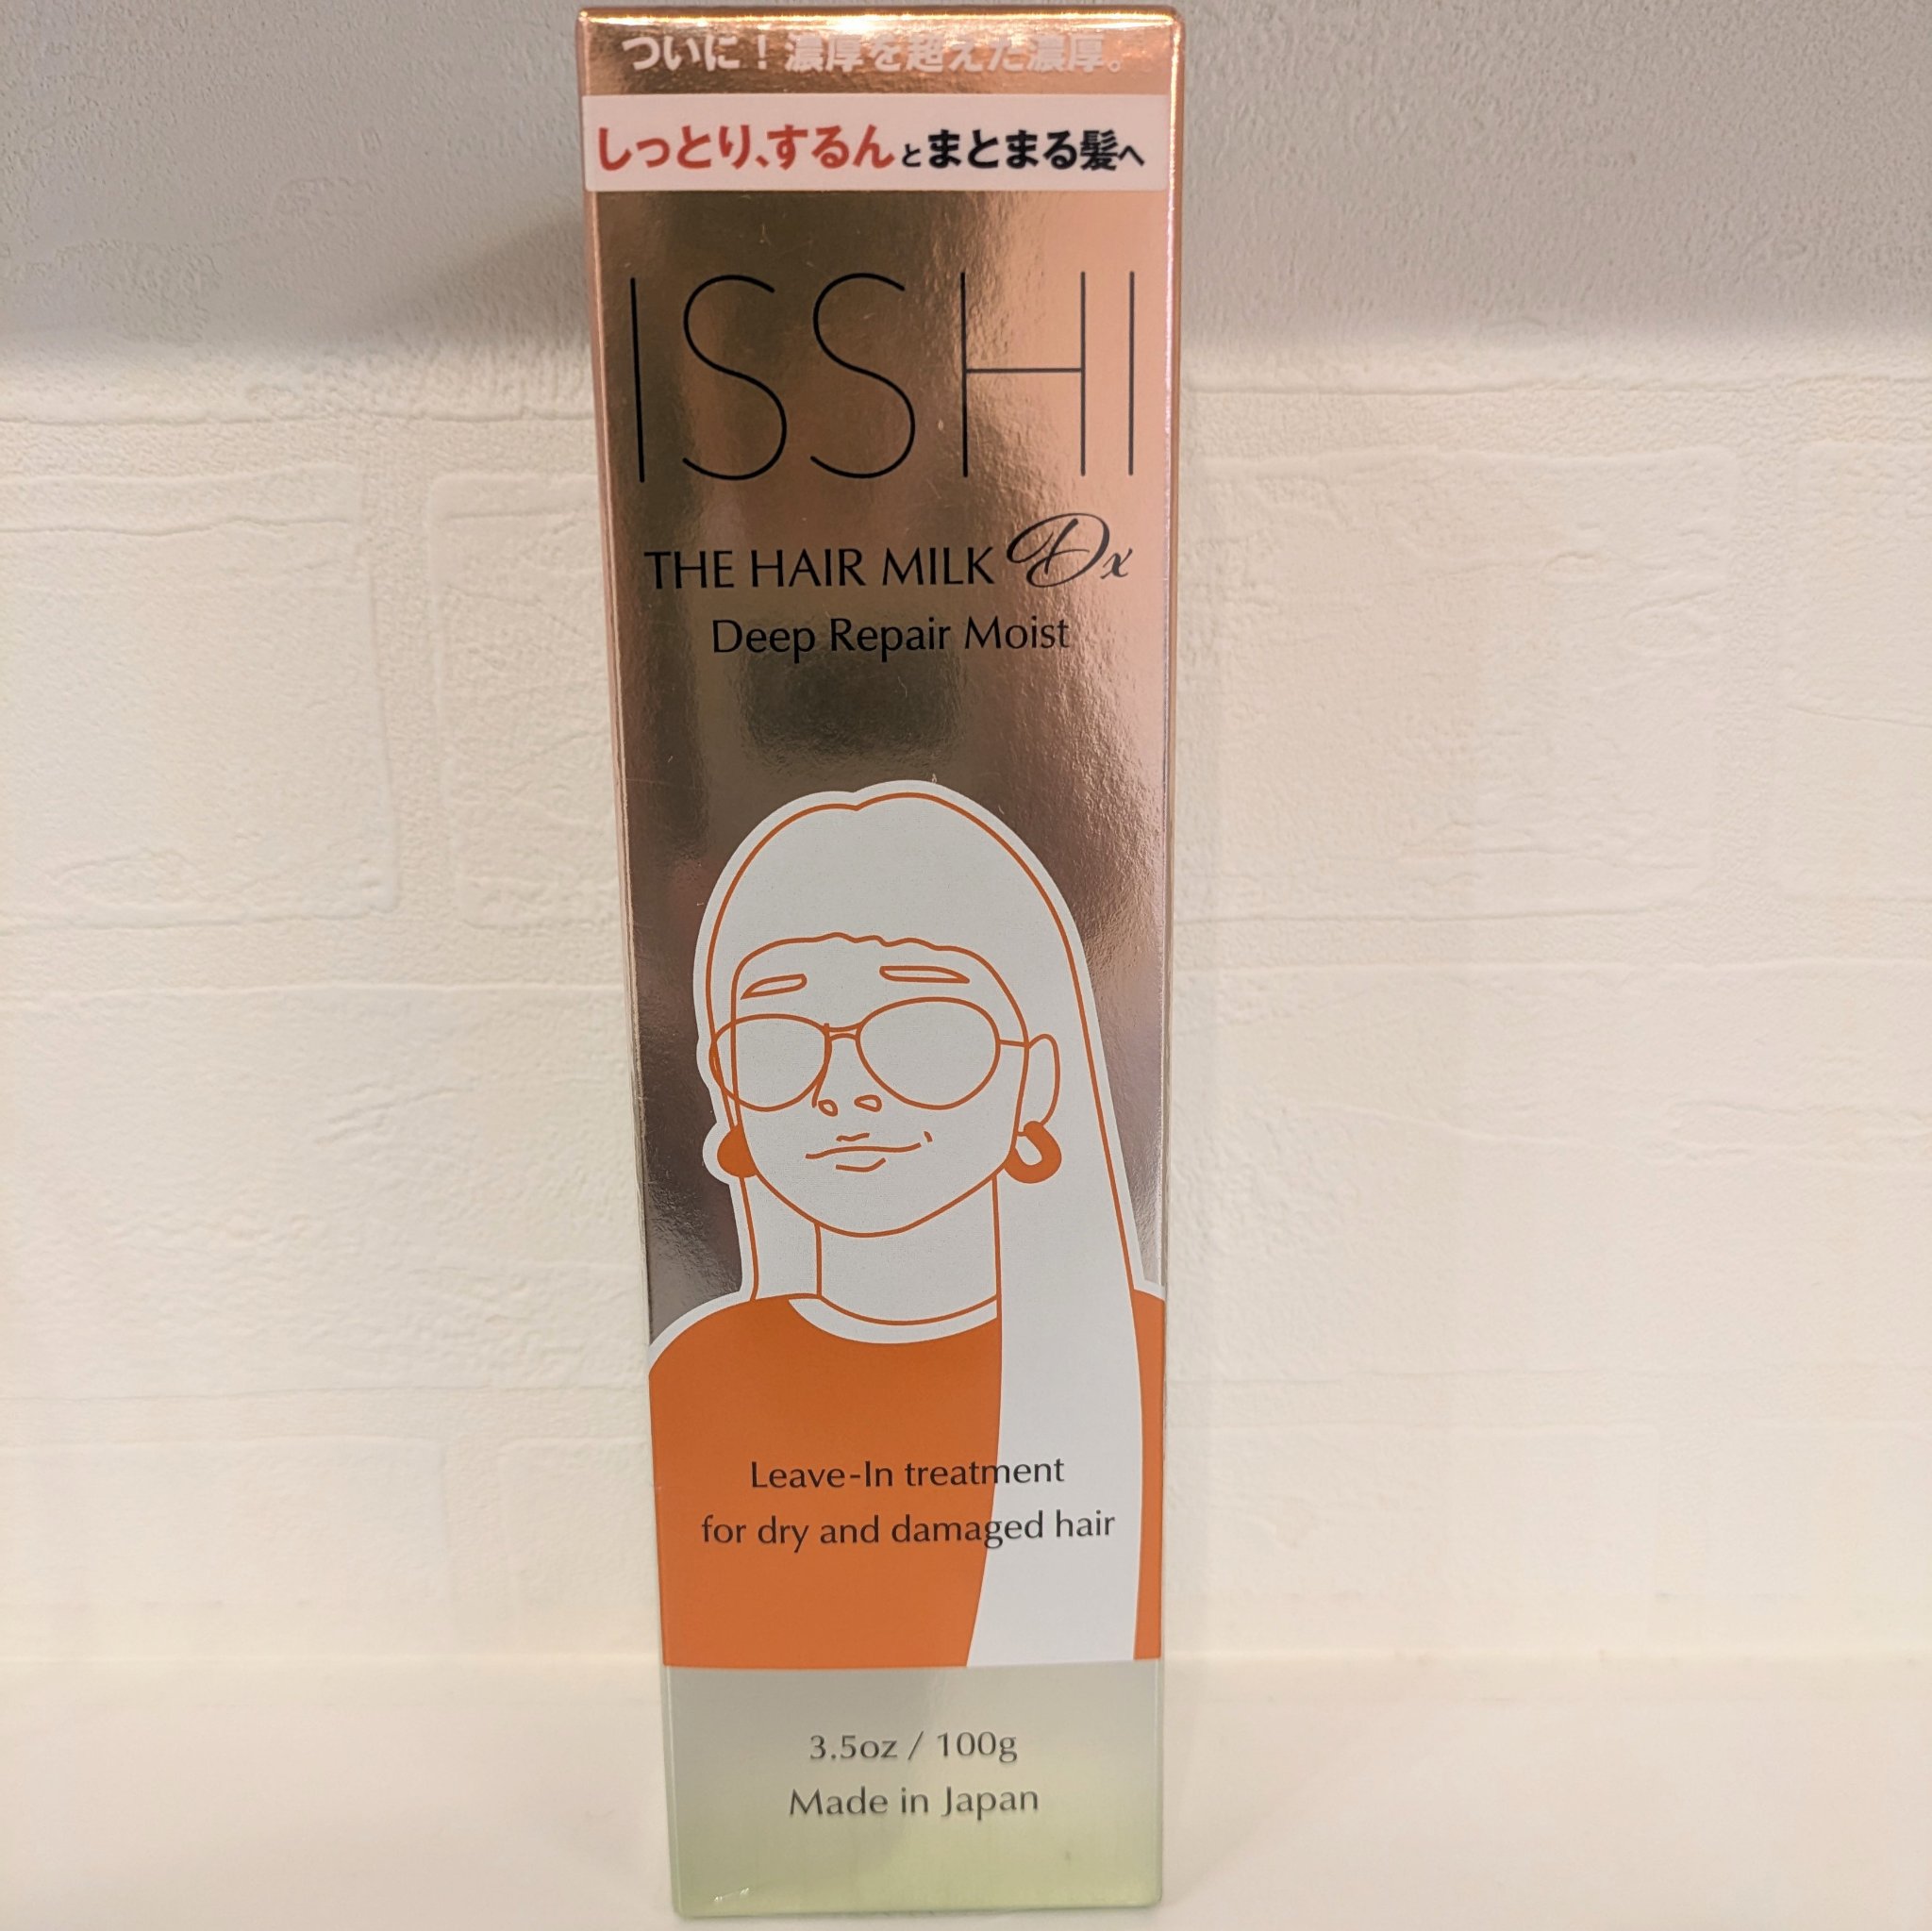 ついに！濃厚を超えた濃厚。
しっとり、するんとまとまる髪へ
ISSHI
THE HAIR MILK Dx
Deep Repair Moist
Leave-In treatment
for dry and damaged hair
3.5oz / 100g
Made in Japan